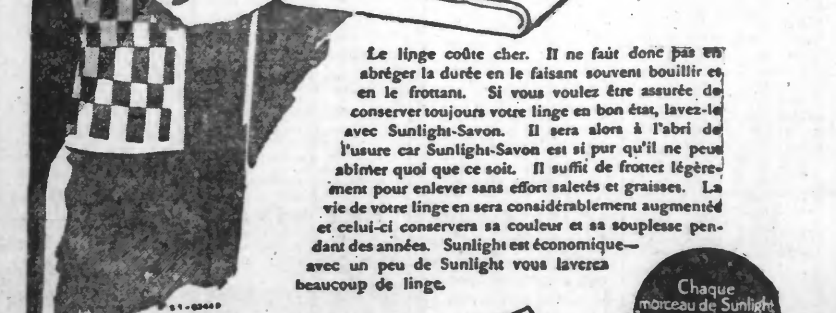 Le linge coûte cher. Il ne faut donc pas en
abréger la durée en le faisant souvent bouillir et
en le frottant. Si vous voulez être assurée de
conserver toujours votre linge en bon état, lavez-le
avec Sunlight-Savon. Il sera alors à l'abri de
l'usure car Sunlight-Savon est si pur qu'il ne peut
abîmer quoi que ce soit. Il suffit de frotter légère-
ment pour enlever sans effort saletés et graisses. La
vie de votre linge en sera considérablement augmentée
et celui-ci conservera sa couleur et sa souplesse pen-
dant des années. Sunlight est économique—
avec un peu de Sunlight vous laverez
beaucoup de linge.
Chaque
morceau de Sunlight